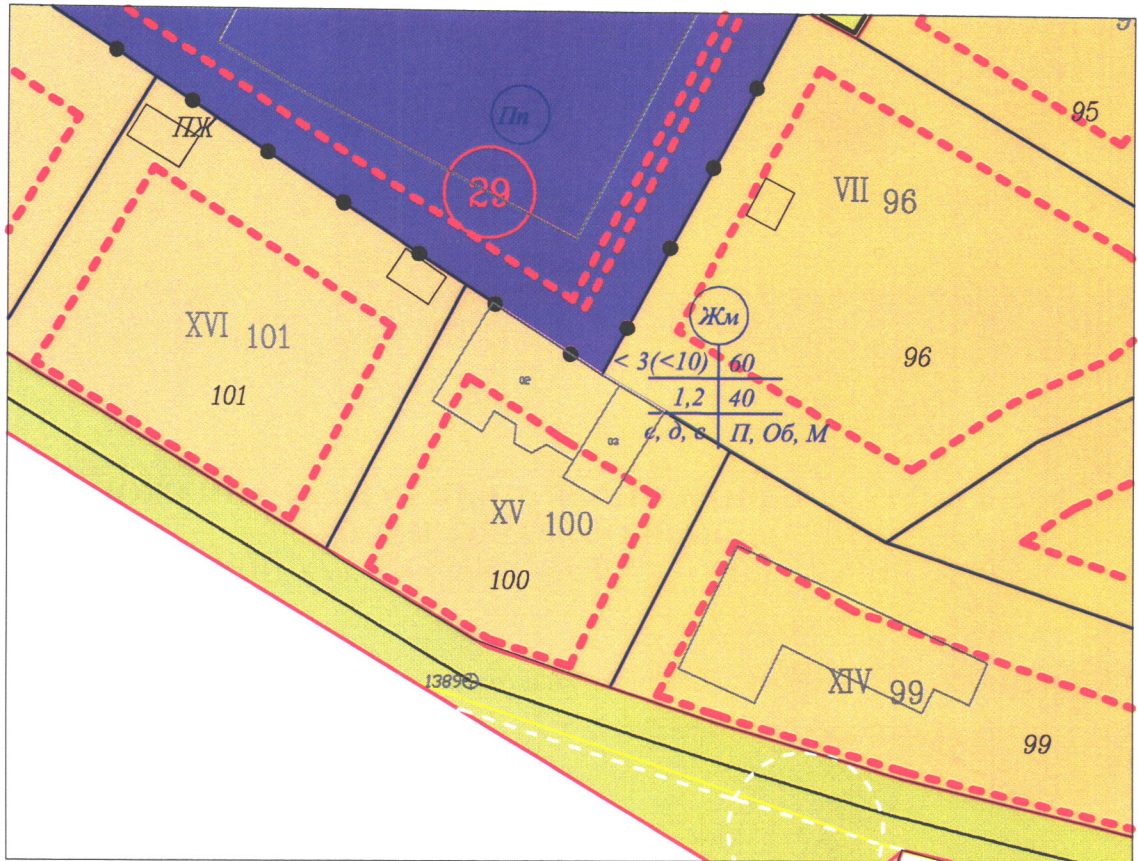 95
Пп
ПЖ
29
VII 96
Жм
XVI 101
< 3(<10) 60
96
1,2 40
101
е, д, в П, Об, М
XV 100
100
1389
XIV 99
99